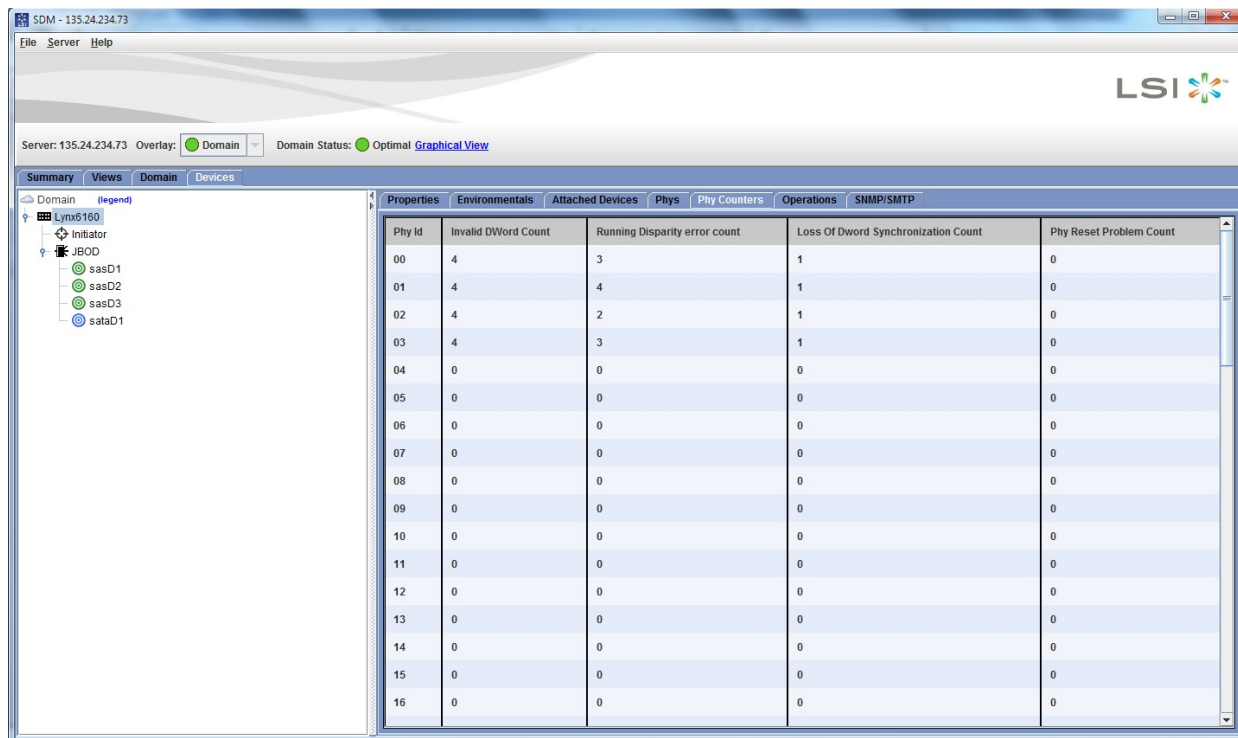 SDM - 135.24.234.73
File Server Help
LSI
Server: 135.24.234.73 Overlay: Domain Domain Status: Optimal Graphical View
Summary Views Domain Devices
Domain (legend)
Lynx6160
Initiator
JBOD
sasD1
sasD2
sasD3
sataD1
Properties Environmentals Attached Devices Phys Phy Counters Operations SNMP/SMTP
Phy Id Invalid DWord Count Running Disparity error count Loss Of Dword Synchronization Count Phy Reset Problem Count
00 4 3 1 0
01 4 4 1 0
02 4 2 1 0
03 4 3 1 0
04 0 0 0 0
05 0 0 0 0
06 0 0 0 0
07 0 0 0 0
08 0 0 0 0
09 0 0 0 0
10 0 0 0 0
11 0 0 0 0
12 0 0 0 0
13 0 0 0 0
14 0 0 0 0
15 0 0 0 0
16 0 0 0 0